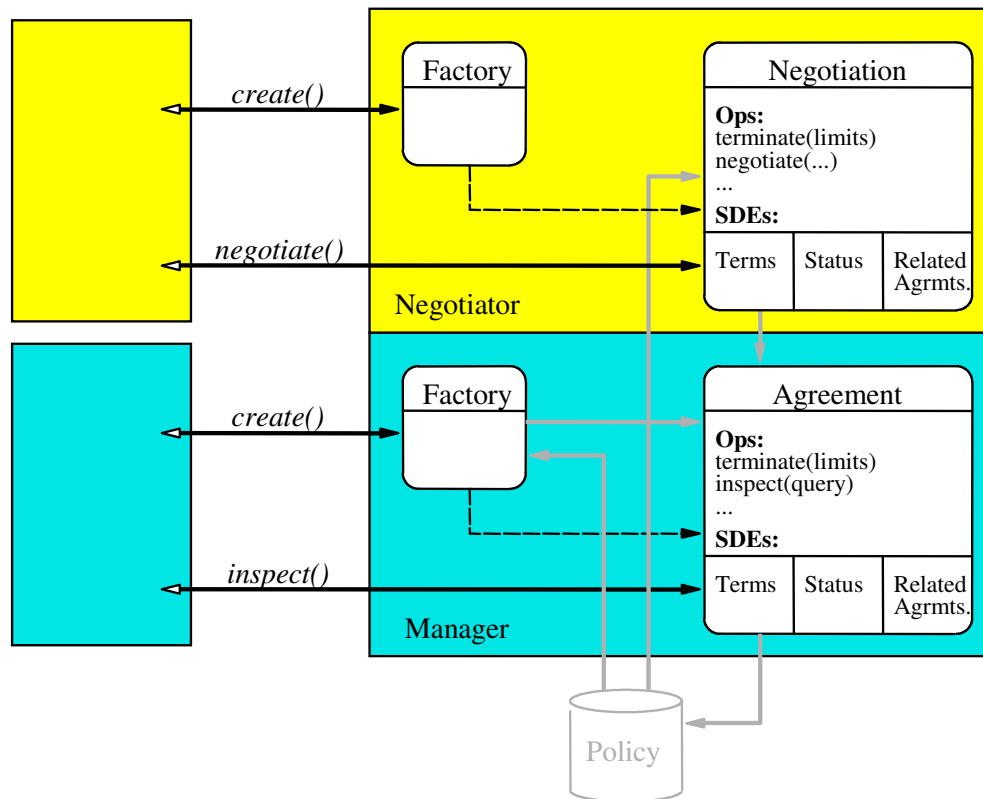 Factory
Negotiation
create()
Ops:
terminate(limits)
negotiate(...)
...
SDEs:
negotiate()
Terms
Status
Related
Agrmts.
Negotiator
Factory
Agreement
create()
Ops:
terminate(limits)
inspect(query)
...
SDEs:
inspect()
Terms
Status
Related
Agrmts.
Manager
Policy